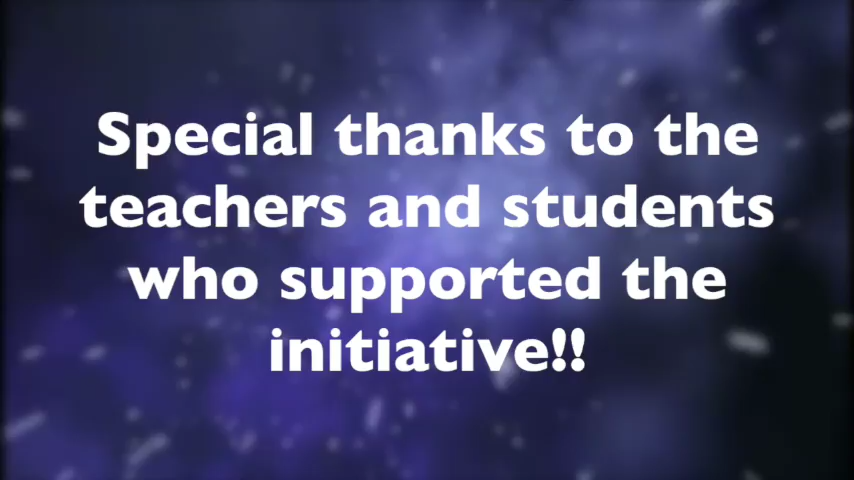 Special thanks to the
teachers and students
who supported the
initiative!!